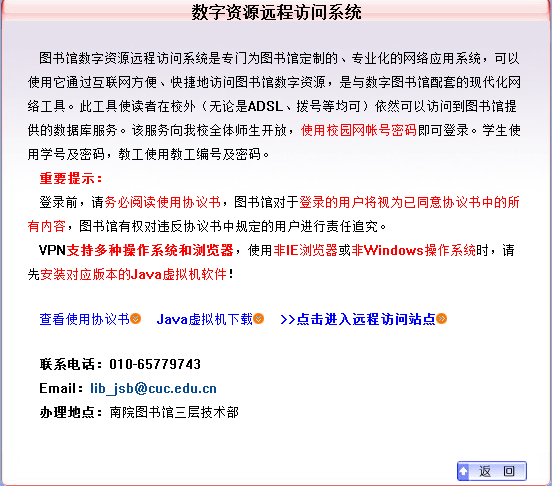 数字资源远程访问系统
图书馆数字资源远程访问系统是专门为图书馆定制的、专业化的网络应用系统，可以
使用它通过互联网方便、快捷地访问图书馆数字资源，是与数字图书馆配套的现代化网
络工具。此工具使读者在校外（无论是ADSL、拨号等均可）依然可以访问到图书馆提
供的数据库服务。该服务向我校全体师生开放，使用校园网帐号密码即可登录。学生使
用学号及密码，教工使用教工编号及密码。
重要提示：
登录前，请务必阅读使用协议书，图书馆对于登录的用户将视为已同意协议书中的所
有内容，图书馆有权对违反协议书中规定的用户进行责任追究。
VPN支持多种操作系统和浏览器，使用非IE浏览器或非Windows操作系统时，请
先安装对应版本的Java虚拟机软件！
查看使用协议书 Java虚拟机下载 >>点击进入远程访问站点
联系电话：010-65779743
Email：lib_jsb@cuc.edu.cn
办理地点：南院图书馆三层技术部
返 回